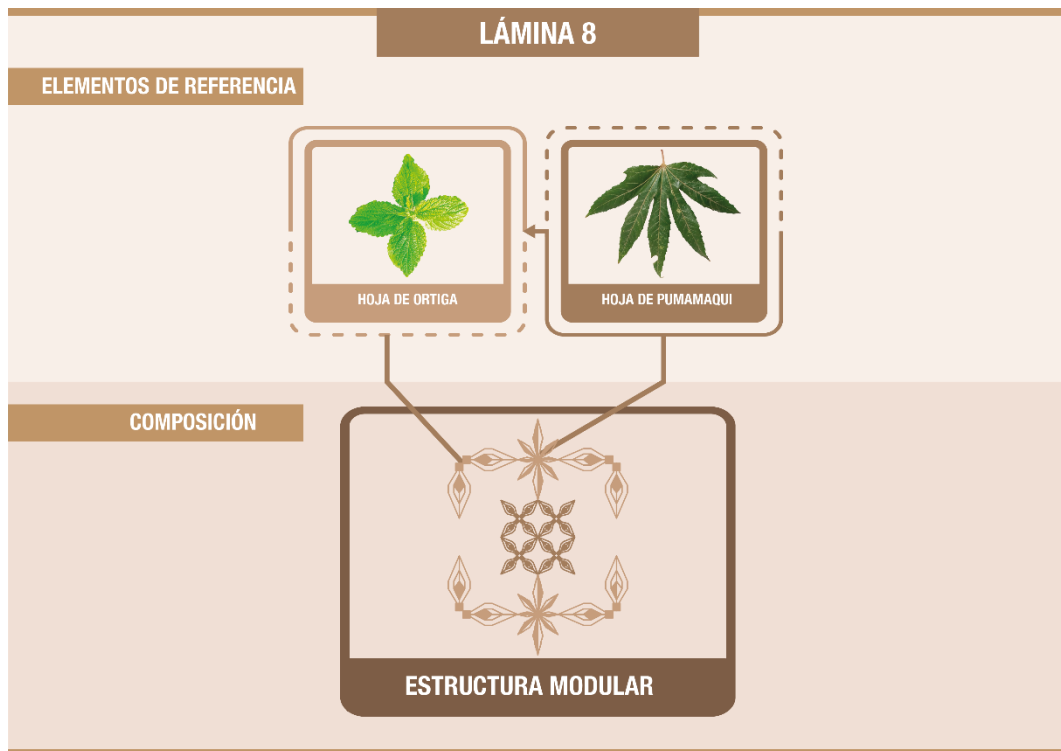 LÁMINA 8
ELEMENTOS DE REFERENCIA
HOJA DE ORTIGA
HOJA DE PUMAMAQUI
COMPOSICIÓN
ESTRUCTURA MODULAR